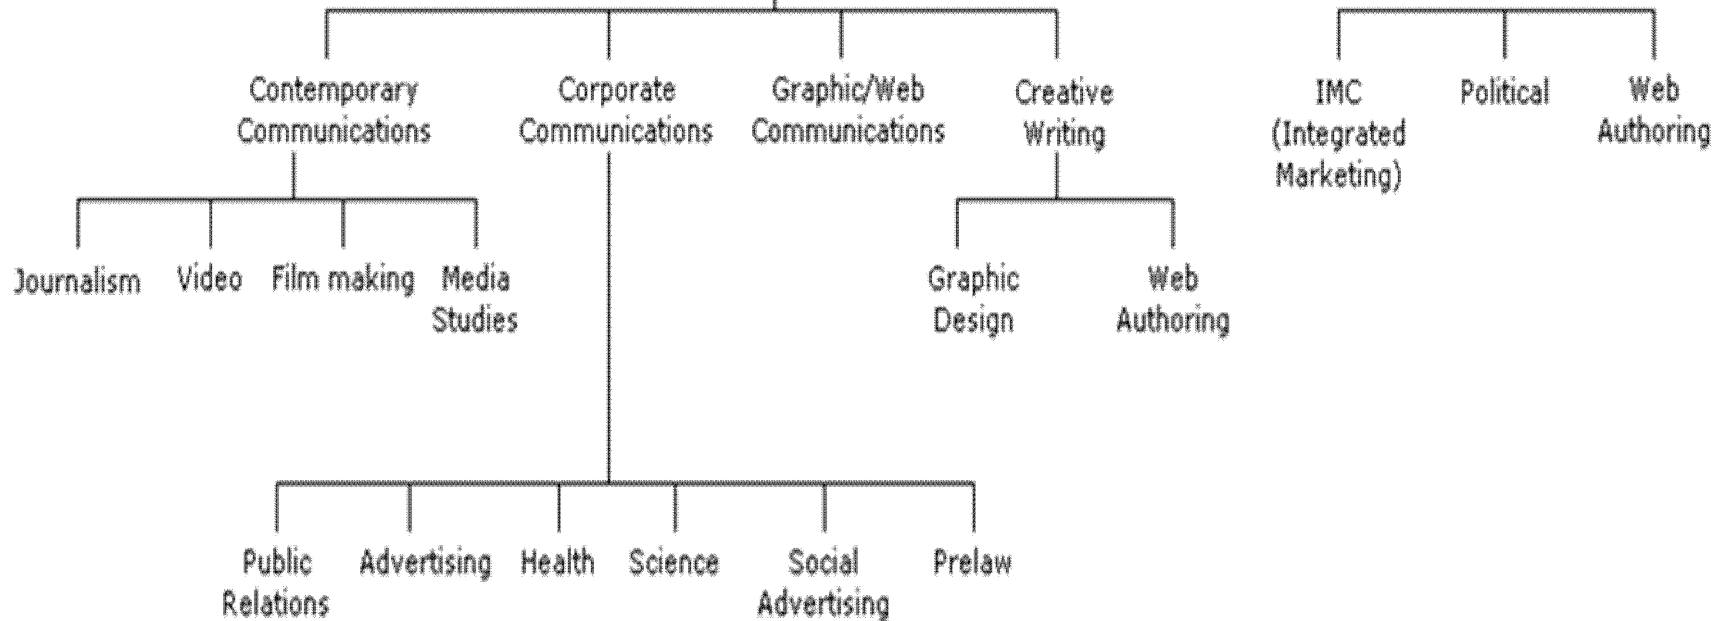 Contemporary
Communications
Corporate
Communications
Graphic/Web
Communications
Creative
Writing
IMC
(Integrated
Marketing)
Political
Web
Authoring
Journalism
Video
Film making
Media
Studies
Graphic
Design
Web
Authoring
Public
Relations
Advertising
Health
Science
Social
Advertising
Prelaw